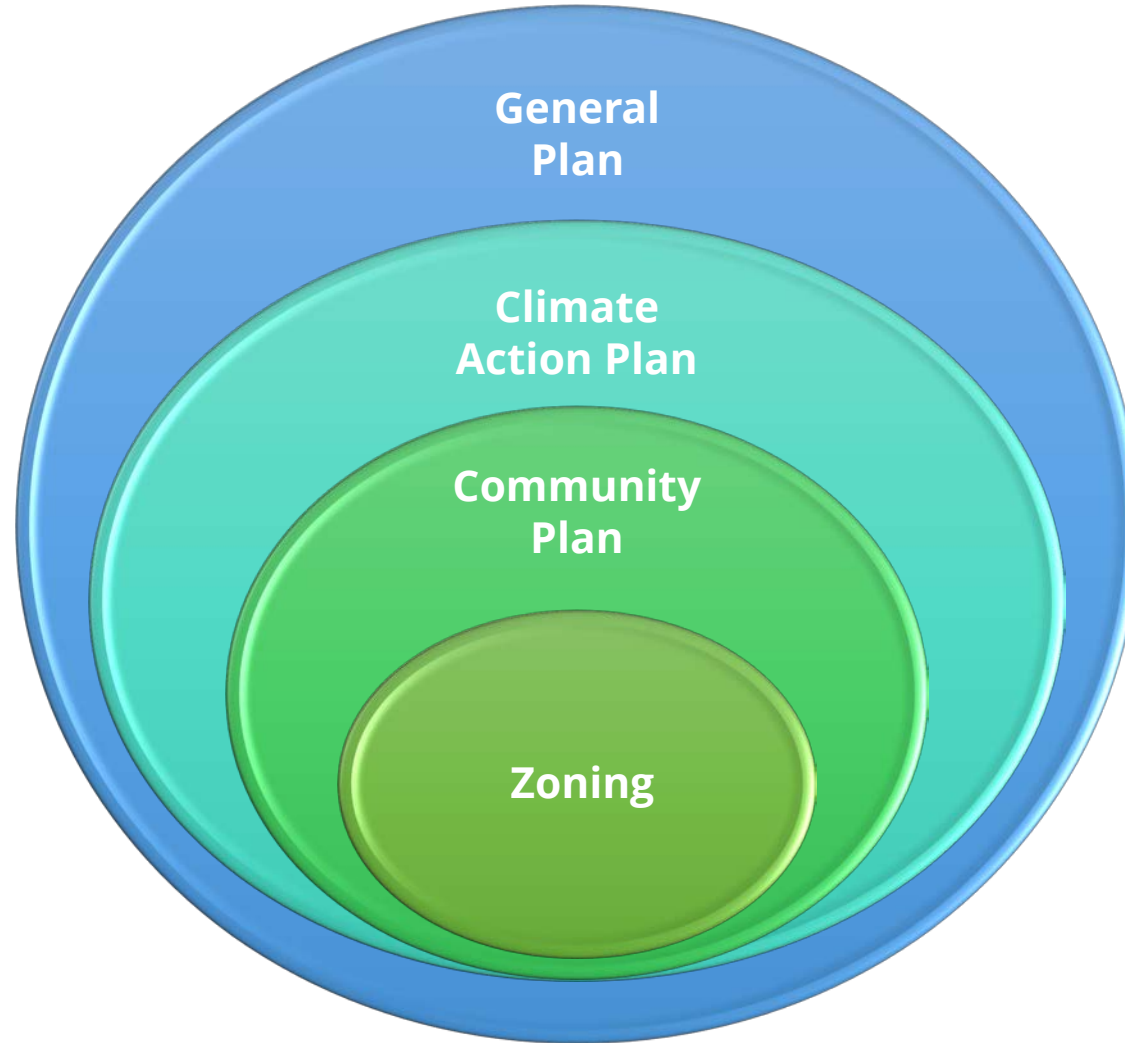 General
Plan
Climate
Action Plan
Community
Plan
Zoning